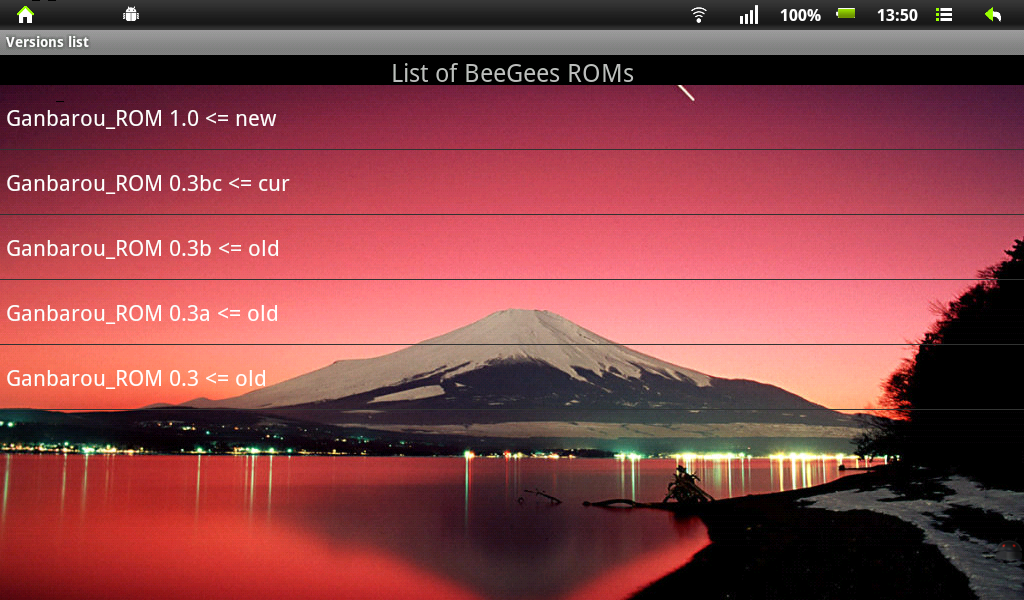 100% 13:50
Versions list
List of BeeGees ROMs
Ganbarou_ROM 1.0 <= new
Ganbarou_ROM 0.3bc <= cur
Ganbarou_ROM 0.3b <= old
Ganbarou_ROM 0.3a <= old
Ganbarou_ROM 0.3 <= old